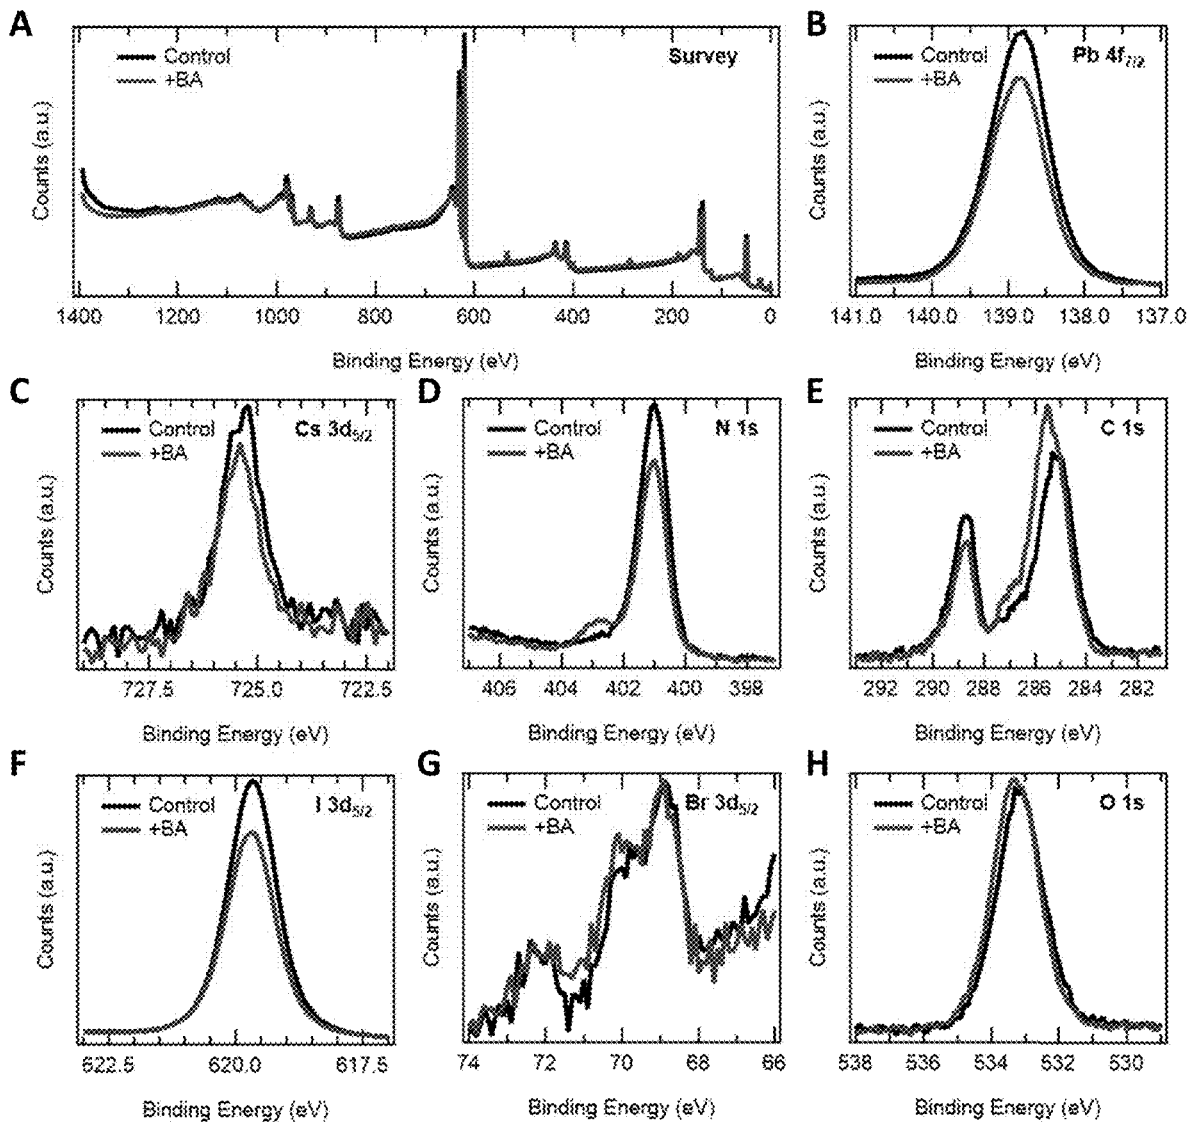 A
Control
+BA
Survey
Counts (a.u.)
1400 1200 1000 800 600 400 200 0
Binding Energy (eV)
B
Control
+BA
Pb 4f7/2
Counts (a.u.)
141.0 140.0 139.0 138.0 137.0
Binding Energy (eV)
C
Control
+BA
Cs 3d5/2
Counts (a.u.)
727.5 725.0 722.5
Binding Energy (eV)
D
Control
+BA
N 1s
Counts (a.u.)
406 404 402 400 398
Binding Energy (eV)
E
Control
+BA
C 1s
Counts (a.u.)
292 290 288 286 284 282
Binding Energy (eV)
F
Control
+BA
I 3d5/2
Counts (a.u.)
622.5 620.0 617.5
Binding Energy (eV)
G
Control
+BA
Br 3d5/2
Counts (a.u.)
74 72 70 68 66
Binding Energy (eV)
H
Control
+BA
O 1s
Counts (a.u.)
538 536 534 532 530
Binding Energy (eV)